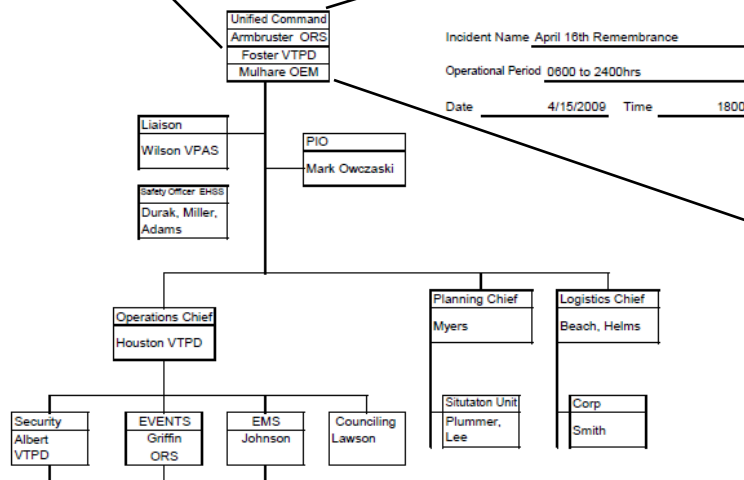 Unified Command
Armbruster ORS
Foster VTPD
Mulhare OEM
Incident Name April 16th Remembrance
Operational Period 0600 to 2400hrs
Date 4/15/2009 Time 1800
Liaison
Wilson VPAS
PIO
Mark Owczaski
Safety Officer EHSS
Durak, Miller,
Adams
Operations Chief
Houston VTPD
Planning Chief
Myers
Logistics Chief
Beach, Helms
Security
Albert
VTPD
EVENTS
Griffin
ORS
EMS
Johnson
Counciling
Lawson
Situtaton Unit
Plummer,
Lee
Corp
Smith